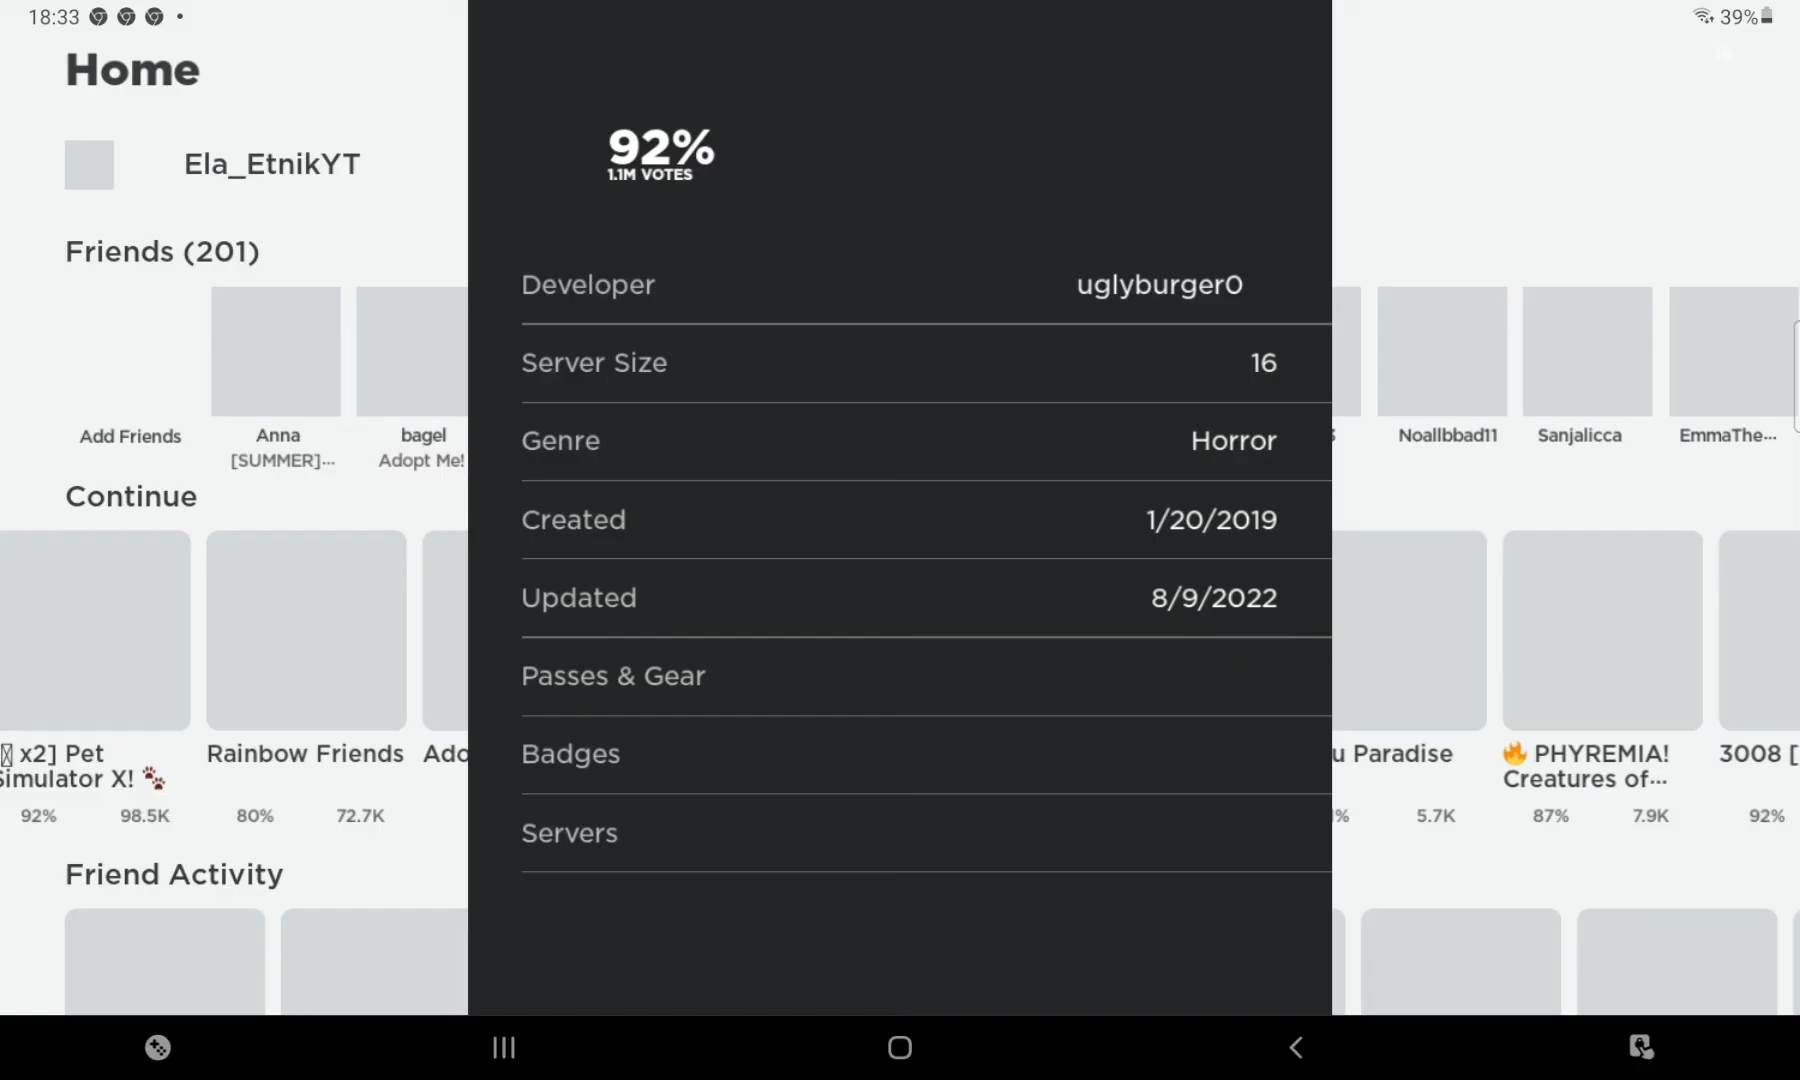 18:33
39%
Home
Ela_EtnikYT
Friends (201)
Add Friends
Anna
[SUMMER]...
bagel
Adopt Me!
Noallbbad11
Sanjalicca
EmmaThe...
Continue
x2] Pet
Simulator X! 🐾
92% 98.5K
Rainbow Friends
80% 72.7K
Ado
92%
1.1M VOTES
Developer uglyburger0
Server Size 16
Genre Horror
Created 1/20/2019
Updated 8/9/2022
Passes & Gear
Badges
Servers
u Paradise
% 5.7K
🔥 PHYREMIA!
Creatures of...
87% 7.9K
3008 [
92%
Friend Activity